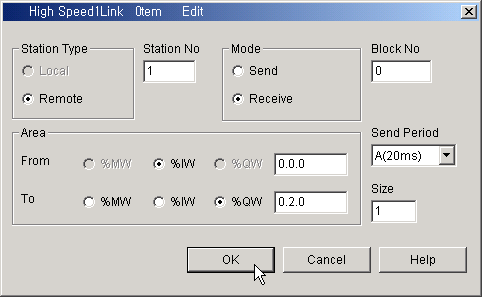 High Speed1Link 0tem Edit
Station Type Station No Mode Block No
Local 1 Send 0
Remote Receive
Area Send Period
From %MW %IW %QW 0.0.0 A(20ms)
To %MW %IW %QW 0.2.0 Size
1
OK Cancel Help